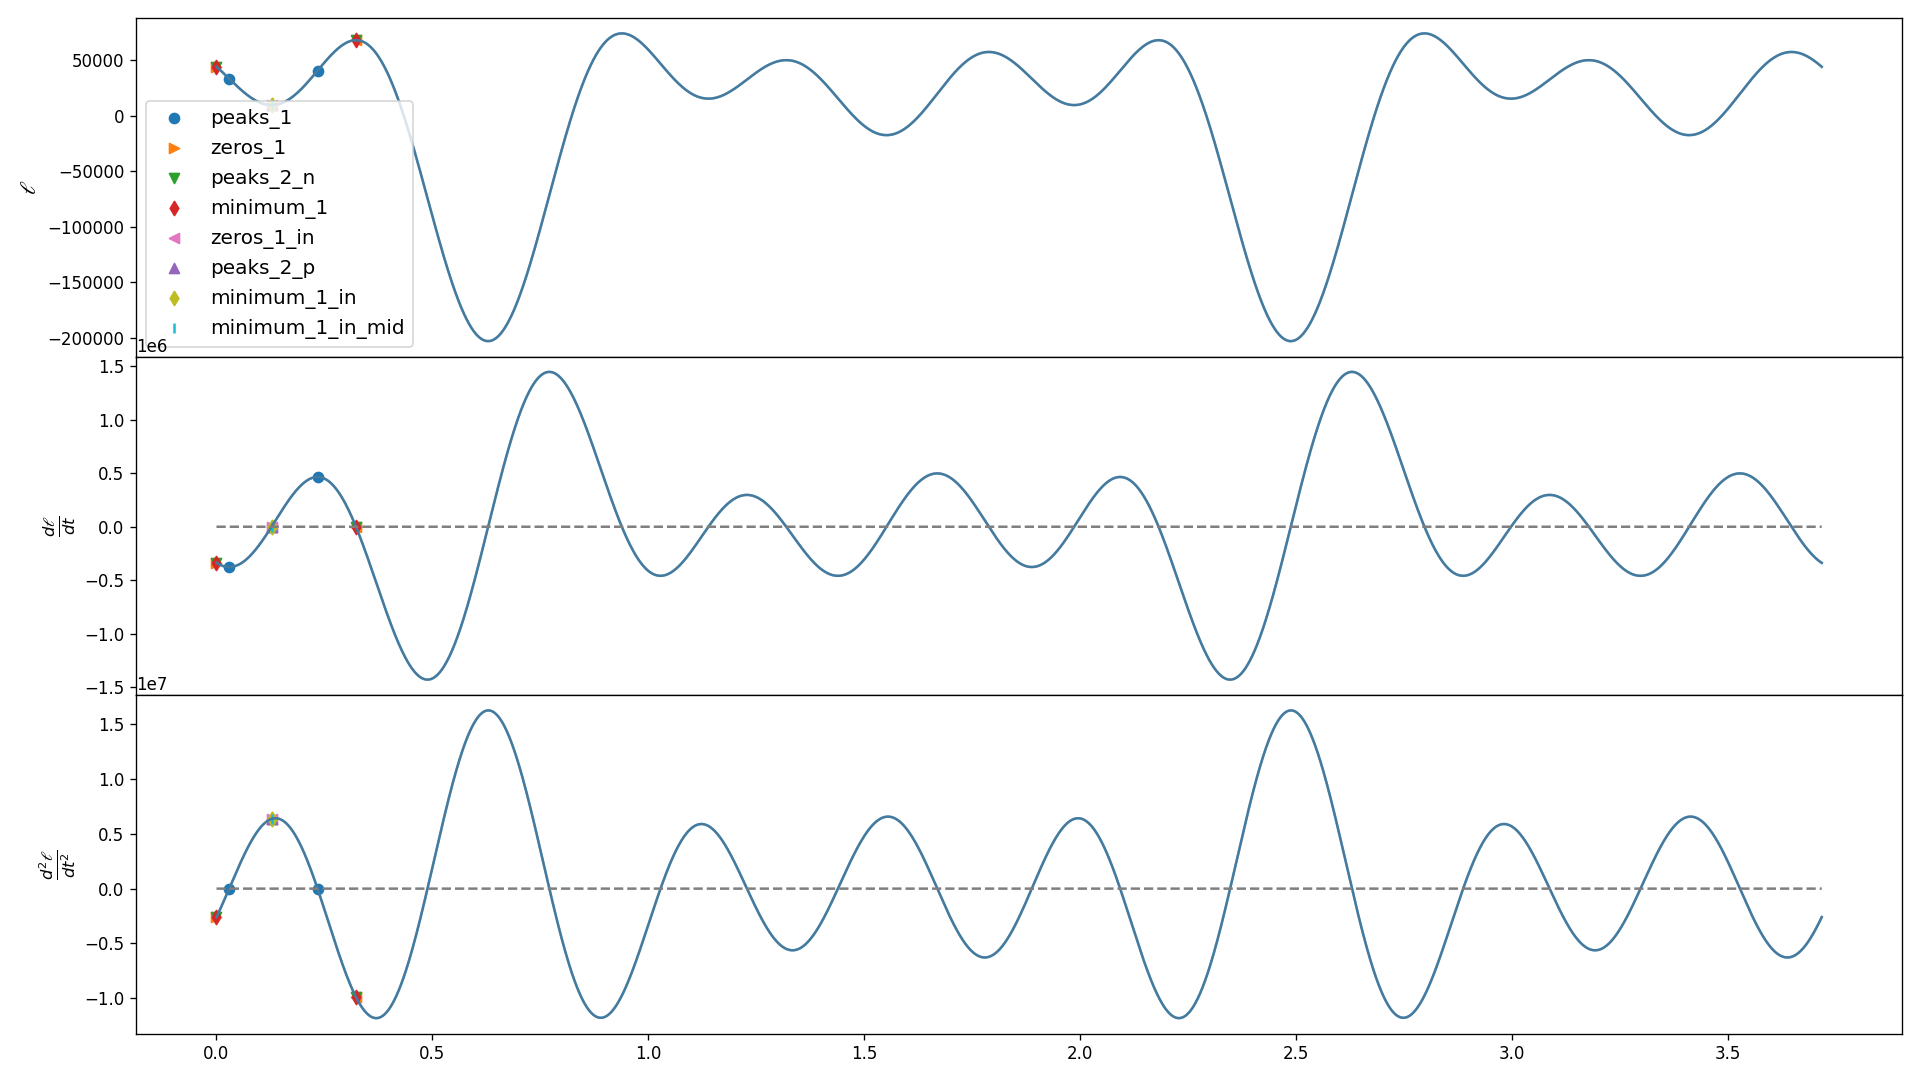 50000
0
−50000
−100000
−150000
−200000
ℓ
peaks_1
zeros_1
peaks_2_n
minimum_1
zeros_1_in
peaks_2_p
minimum_1_in
minimum_1_in_mid
1e6
1.5
1.0
0.5
0.0
−0.5
−1.0
−1.5
dℓ
dt
1e7
1.5
1.0
0.5
0.0
−0.5
−1.0
d²ℓ
dt²
0.0 0.5 1.0 1.5 2.0 2.5 3.0 3.5